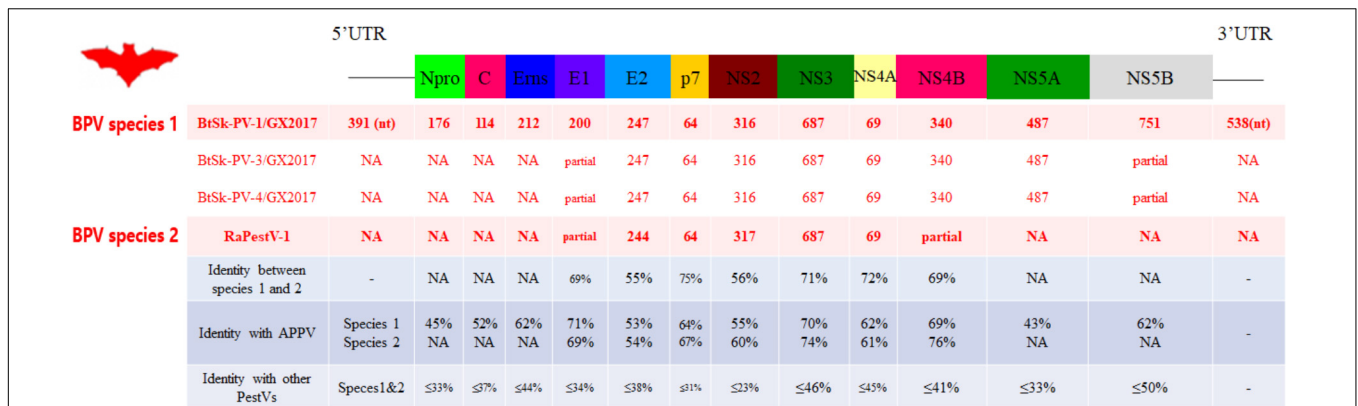 5’UTR 3’UTR
Npro C Erns E1 E2 p7 NS2 NS3 NS4A NS4B NS5A NS5B
BPV species 1 BtSk-PV-1/GX2017 391 (nt) 176 114 212 200 247 64 316 687 69 340 487 751 538(nt)
BtSk-PV-3/GX2017 NA NA NA NA partial 247 64 316 687 69 340 487 partial NA
BtSk-PV-4/GX2017 NA NA NA NA partial 247 64 316 687 69 340 487 partial NA
BPV species 2 RaPestV-1 NA NA NA NA partial 244 64 317 687 69 partial NA NA NA
Identity between
species 1 and 2 - NA NA NA 69% 55% 75% 56% 71% 72% 69% NA NA -
Identity with APPV Species 1 45% 52% 62% 71% 53% 64% 55% 70% 62% 69% 43% 62% -
Species 2 NA NA NA 69% 54% 67% 60% 74% 61% 76% NA NA
Identity with other
PestVs Speces1&2 ≤33% ≤37% ≤44% ≤34% ≤38% ≤31% ≤23% ≤46% ≤45% ≤41% ≤33% ≤50% -